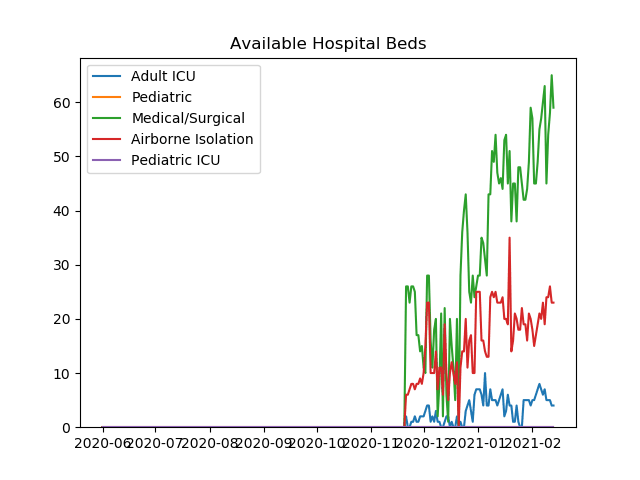 Available Hospital Beds
Adult ICU
Pediatric
Medical/Surgical
Airborne Isolation
Pediatric ICU
60
50
40
30
20
10
0
2020-06 2020-07 2020-08 2020-09 2020-10 2020-11 2020-12 2021-01 2021-02